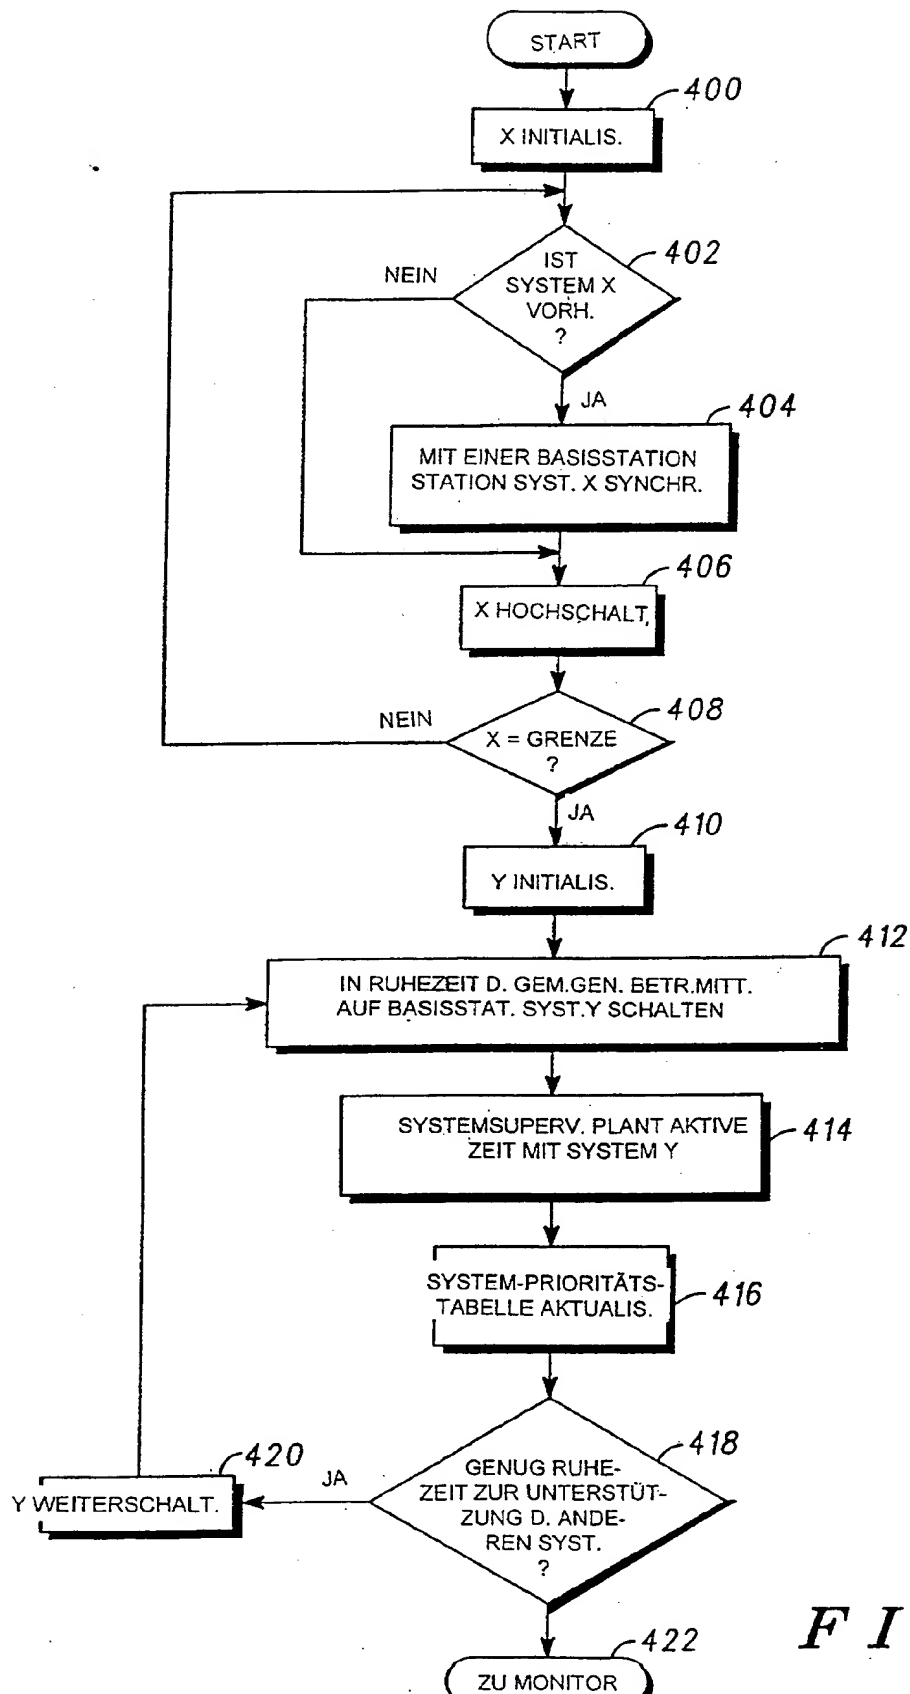 START
400
X INITIALIS.
402
IST
SYSTEM X
VORH.
?
NEIN
JA
404
MIT EINER BASISSTATION
STATION SYST. X SYNCHR.
406
X HOCHSCHALT.
408
NEIN
X = GRENZE
?
JA
410
Y INITIALIS.
412
IN RUHEZEIT D. GEM.GEN. BETR.MITT.
AUF BASISSTAT. SYST.Y SCHALTEN
SYSTEMSUPERV. PLANT AKTIVE
ZEIT MIT SYSTEM Y
414
SYSTEM-PRIORITÄTS-
TABELLE AKTUALIS.
416
418
GENUG RUHE-
ZEIT ZUR UNTERSTÜT-
ZUNG D. ANDE-
REN SYST.
?
JA
420
Y WEITERSCHALT.
422
ZU MONITOR
F I